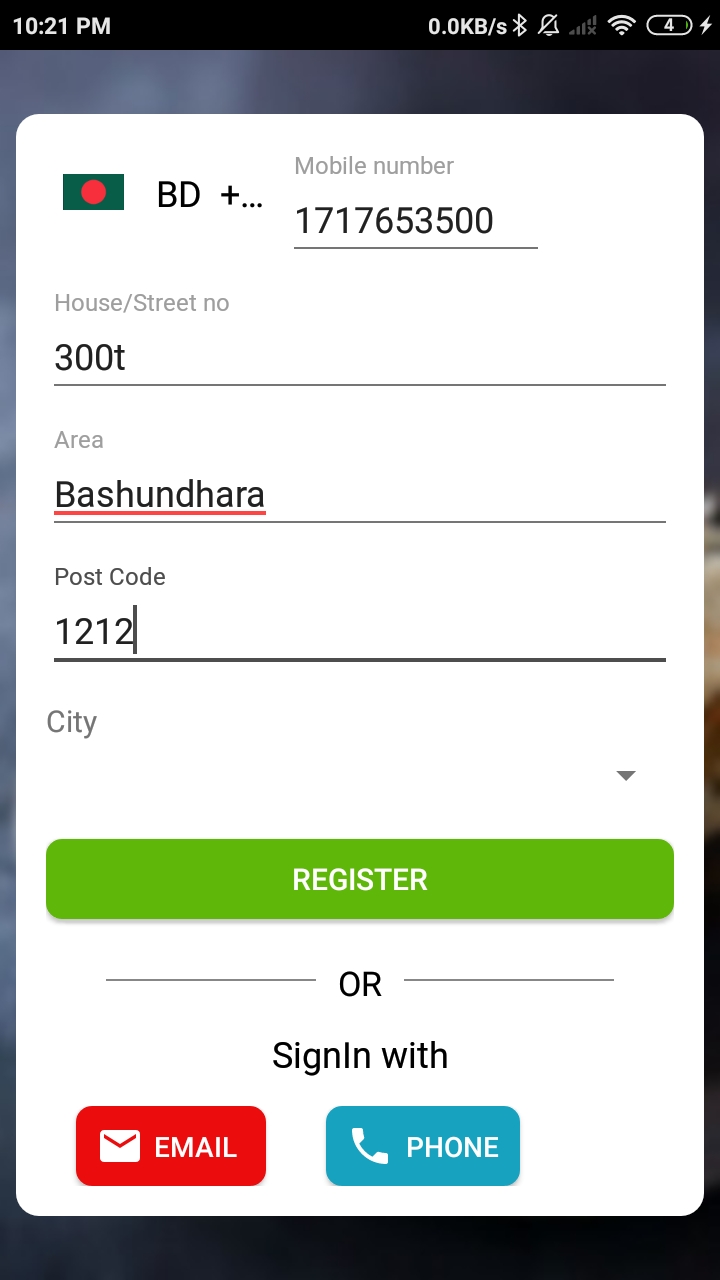 10:21 PM 0.0KB/s 4
Mobile number
BD +...
1717653500
House/Street no
300t
Area
Bashundhara
Post Code
1212
City
REGISTER
OR
SignIn with
EMAIL PHONE